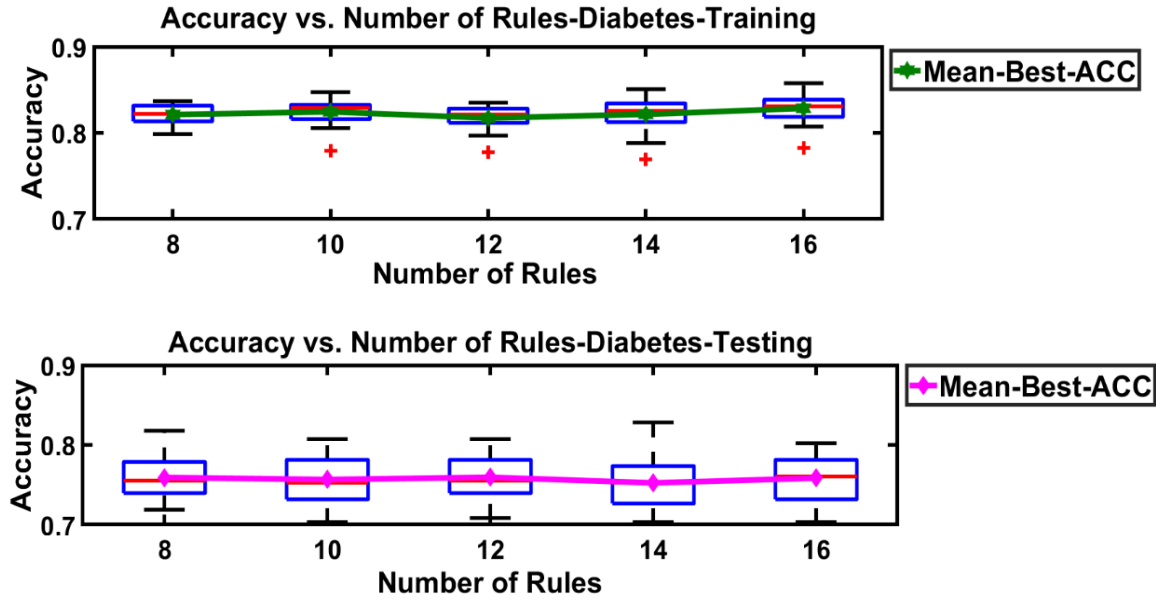 Accuracy vs. Number of Rules-Diabetes-Training
0.9
0.8
0.7
Accuracy
8 10 12 14 16
Number of Rules
Mean-Best-ACC
Accuracy vs. Number of Rules-Diabetes-Testing
0.9
0.8
0.7
Accuracy
8 10 12 14 16
Number of Rules
Mean-Best-ACC